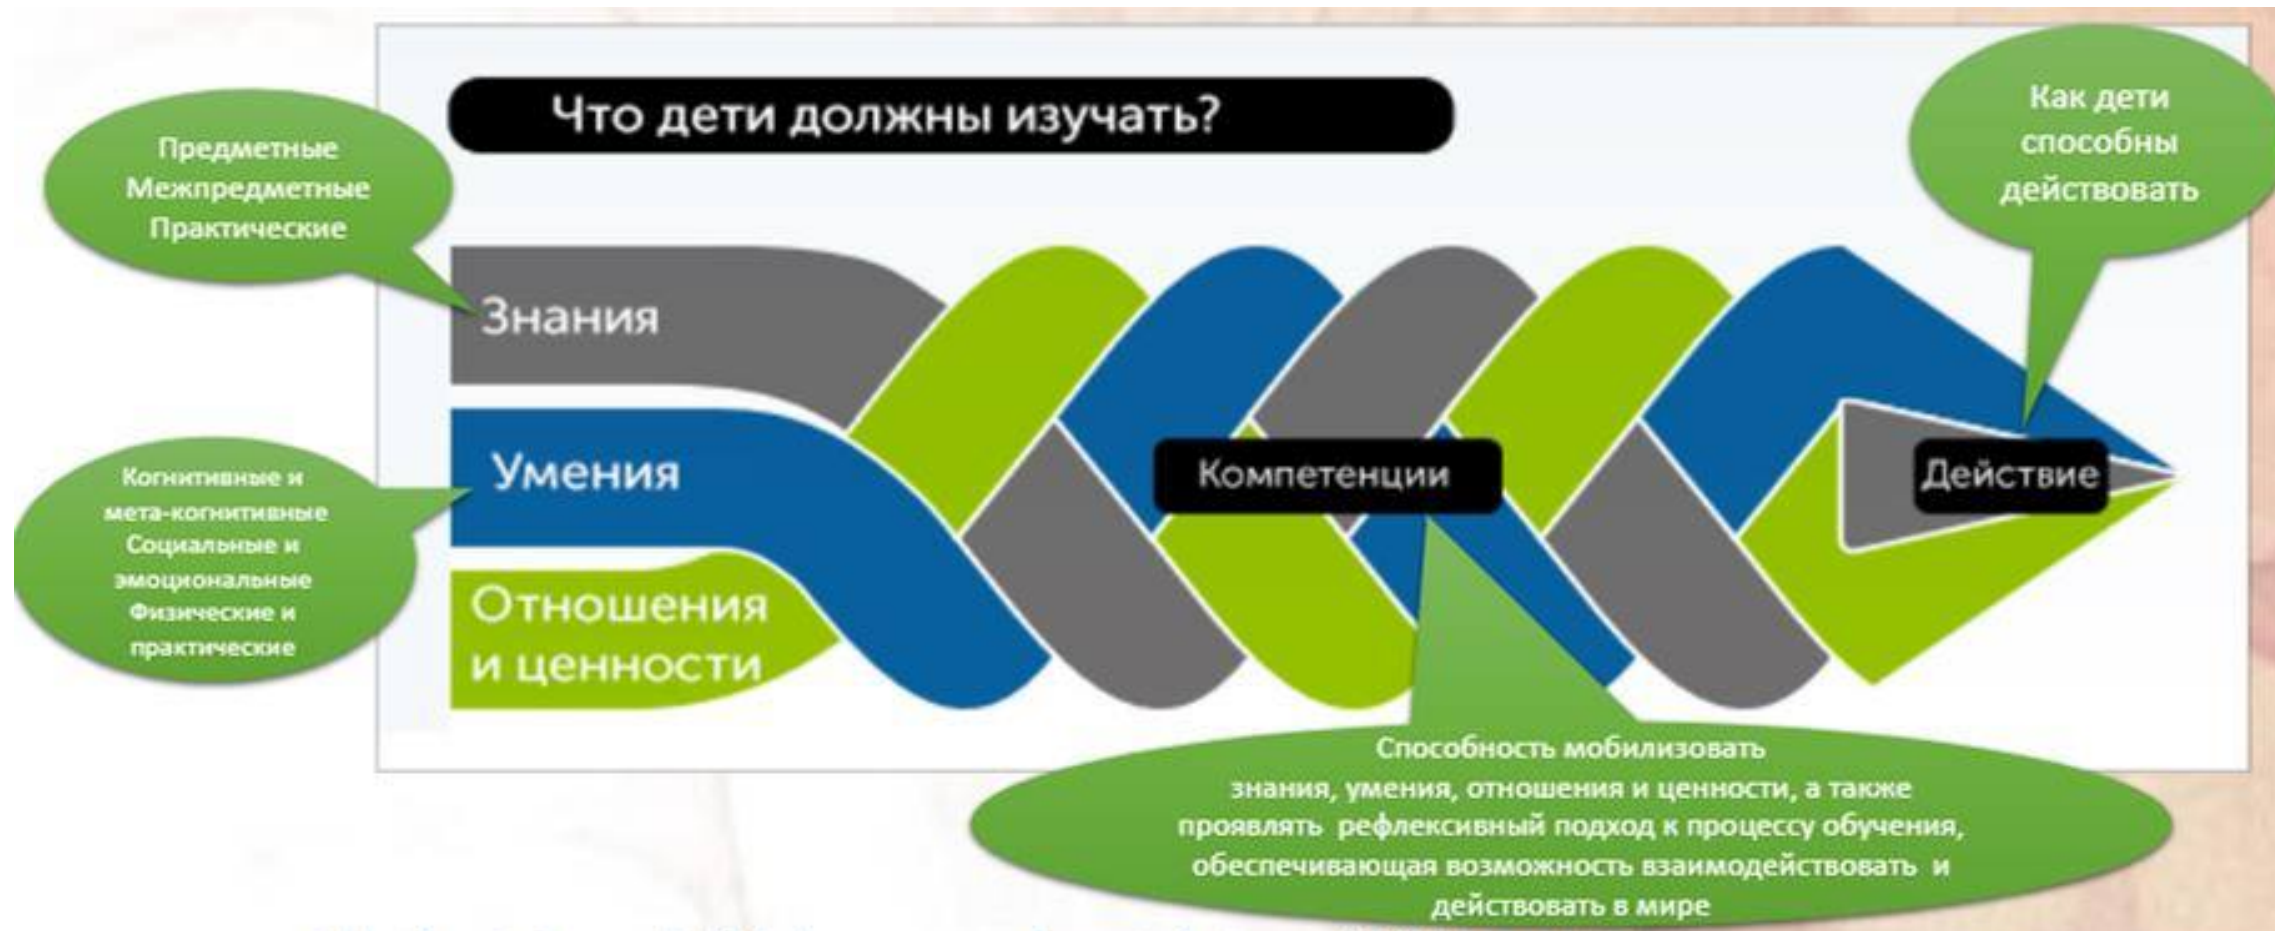 Что дети должны изучать?
Как дети
способны
действовать
Предметные
Межпредметные
Практические
Знания
Умения
Когнитивные и
мета-когнитивные
Социальные и
эмоциональные
Физические и
практические
Отношения
и ценности
Компетенции
Действие
Способность мобилизовать
знания, умения, отношения и ценности, а также
проявлять рефлексивный подход к процессу обучения,
обеспечивающая возможность взаимодействовать и
действовать в мире